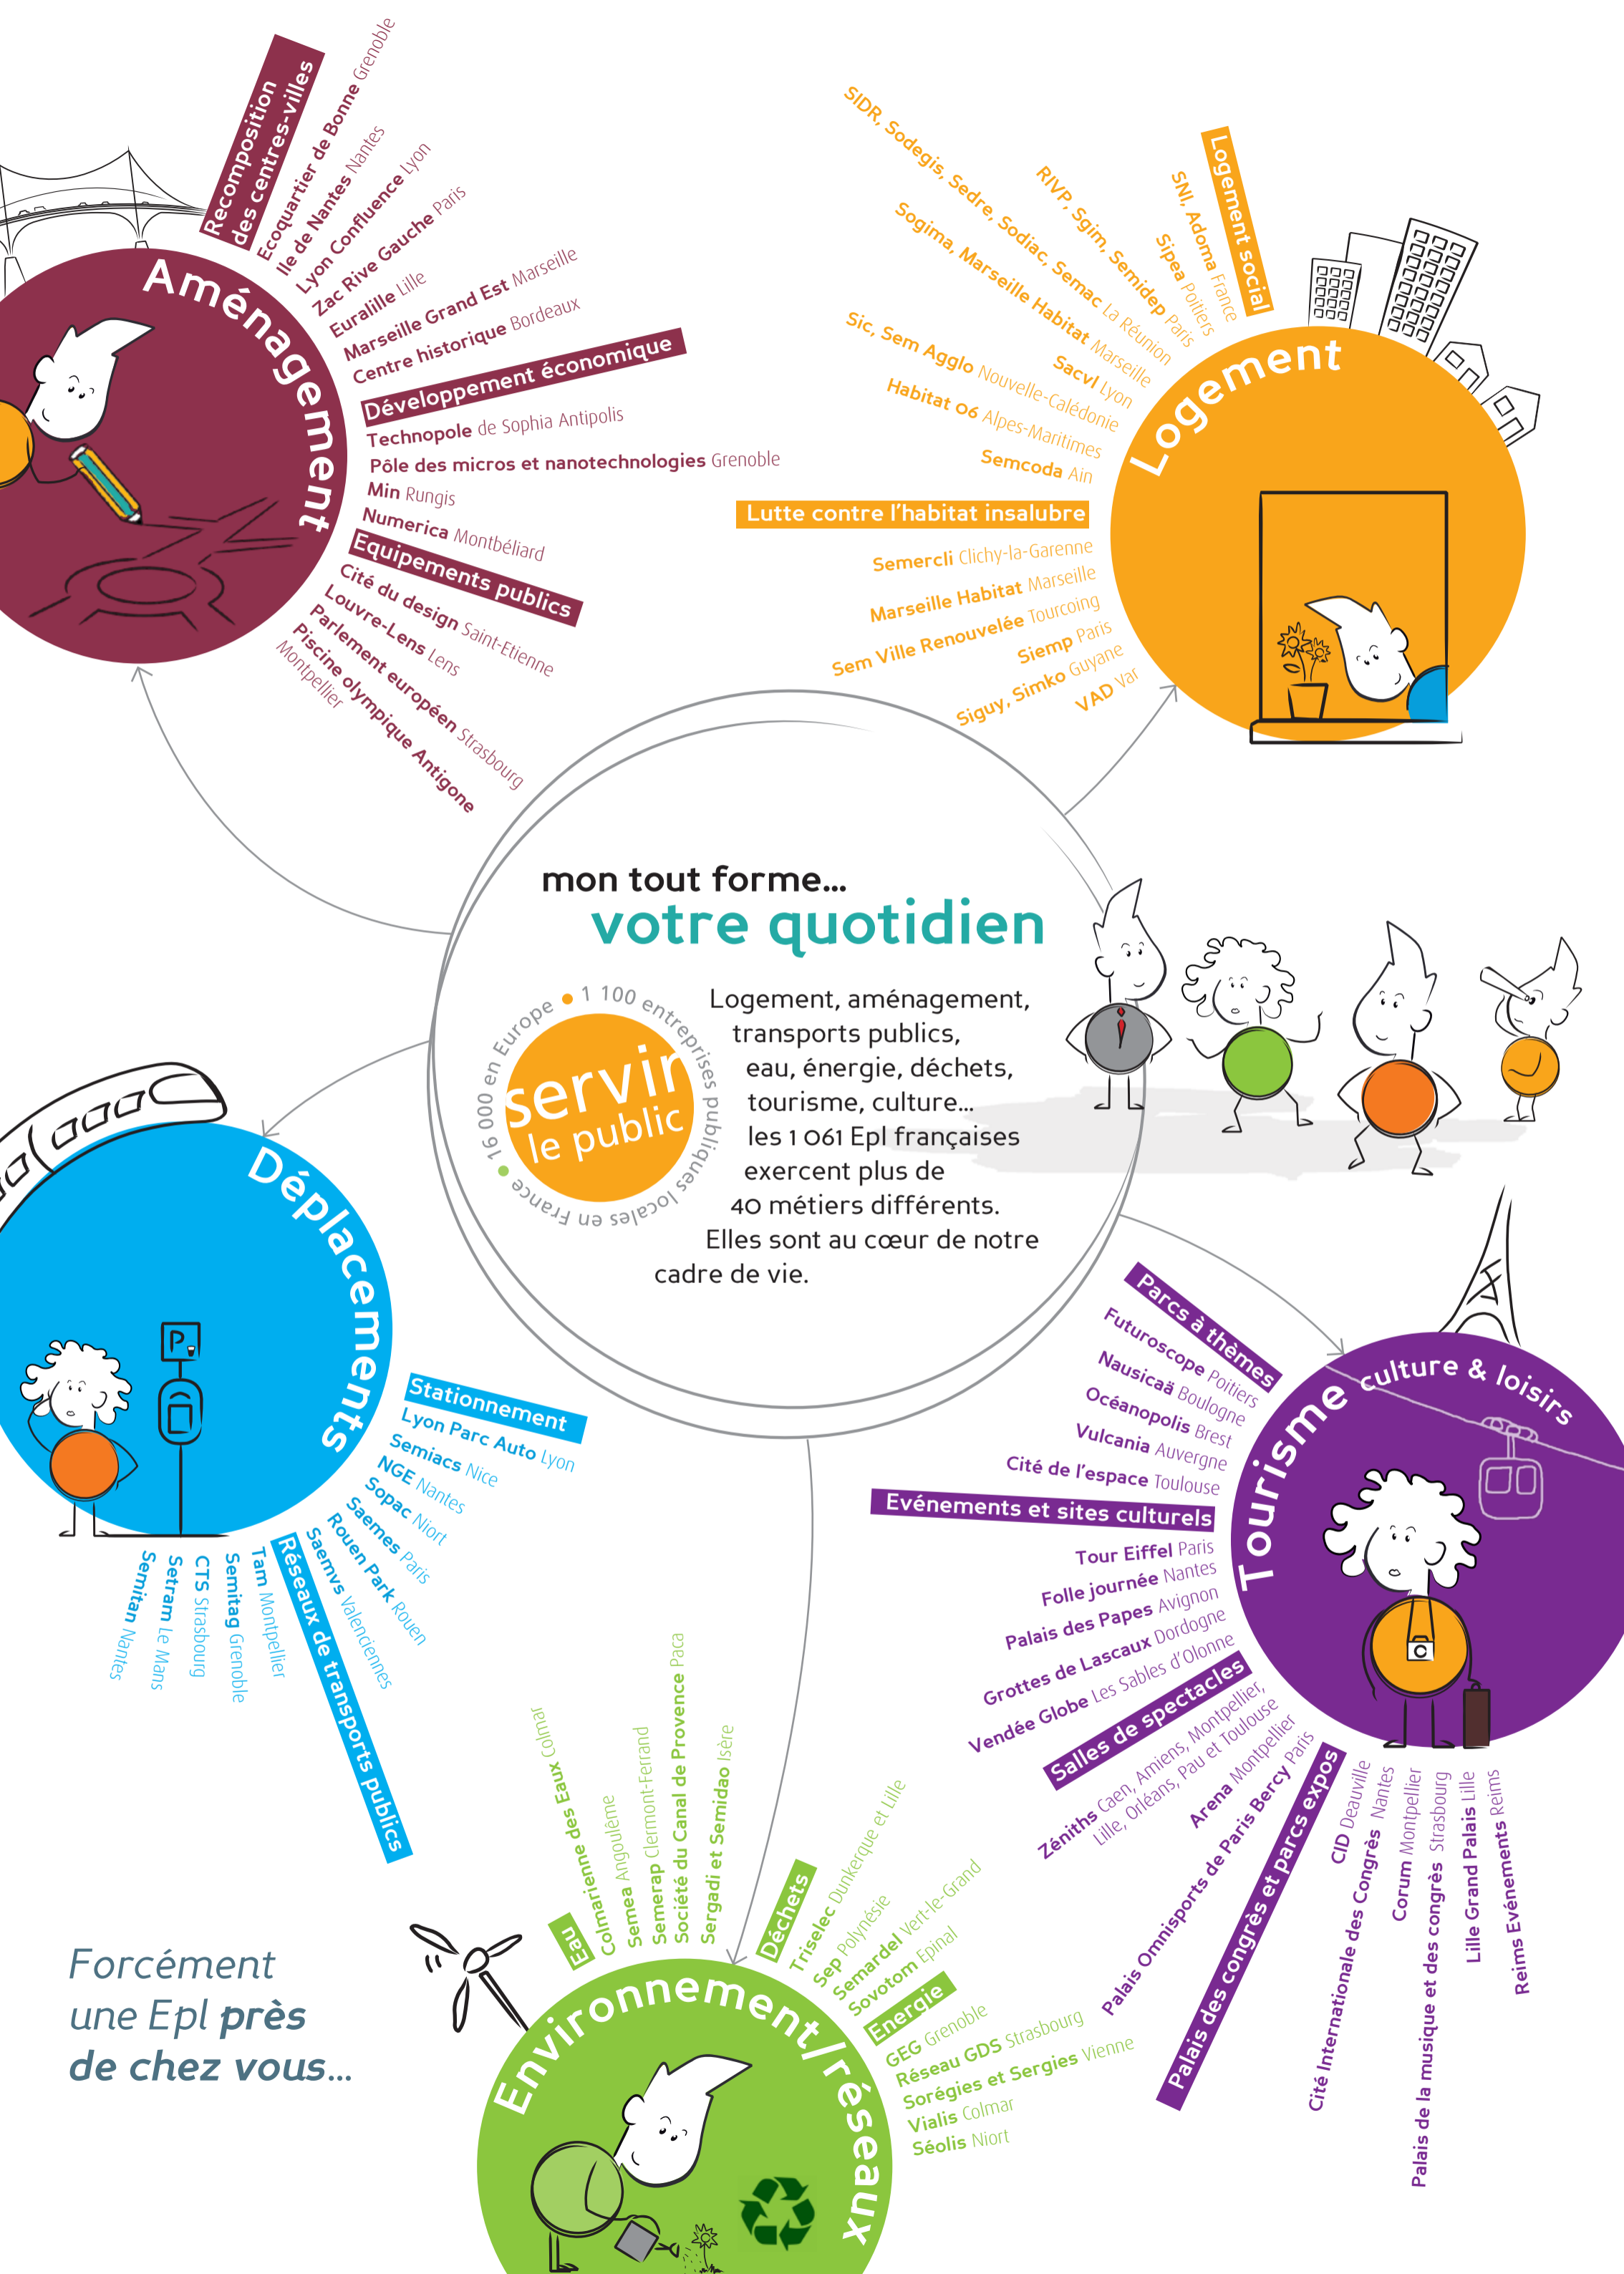 Aménagement
Recomposition
des centres-villes
Ecoquartier de Bonne Grenoble
Ile de Nantes Nantes
Lyon Confluence Lyon
Zac Rive Gauche Paris
Euralille Lille
Marseille Grand Est Marseille
Centre historique Bordeaux
Développement économique
Technopole de Sophia Antipolis
Pôle des micros et nanotechnologies Grenoble
Min Rungis
Numerica Montbéliard
Equipements publics
Cité du design Saint-Etienne
Louvre-Lens Lens
Parlement européen Strasbourg
Piscine olympique Antigone
Montpellier
Logement
Logement social
SNI, Adoma France
Sipea Poitiers
RIVP, Sgim, Semidep Paris
SIDR, Sodegis, Sedre, Sodiac, Semac La Réunion
Sogima, Marseille Habitat Marseille
Sacvl Lyon
Sic, Sem Agglo Nouvelle-Calédonie
Habitat 06 Alpes-Maritimes
Semcoda Ain
Lutte contre l'habitat insalubre
Semercli Clichy-la-Garenne
Marseille Habitat Marseille
Sem Ville Renouvelée Tourcoing
Siemp Paris
Siguy, Simko Guyane
VAD Var
mon tout forme...
votre quotidien
1 100 entreprises publiques locales en France • 16 000 en Europe •
servir
le public
Logement, aménagement,
transports publics,
eau, énergie, déchets,
tourisme, culture...
les 1 061 Epl françaises
exercent plus de
40 métiers différents.
Elles sont au cœur de notre
cadre de vie.
Déplacements
P
Stationnement
Lyon Parc Auto Lyon
Semiacs Nice
NGE Nantes
Sopac Niort
Saemes Paris
Rouen Park Rouen
Saemvs Valenciennes
Réseaux de transports publics
Tam Montpellier
Semitag Grenoble
CTS Strasbourg
Setram Le Mans
Semitan Nantes
Tourisme culture & loisirs
Parcs à thèmes
Futuroscope Poitiers
Nausicaä Boulogne
Océanopolis Brest
Vulcania Auvergne
Cité de l'espace Toulouse
Evénements et sites culturels
Tour Eiffel Paris
Folle journée Nantes
Palais des Papes Avignon
Grottes de Lascaux Dordogne
Vendée Globe Les Sables d'Olonne
Salles de spectacles
Zéniths Caen, Amiens, Montpellier,
Lille, Orléans, Pau et Toulouse
Arena Montpellier
Palais Omnisports de Paris Bercy Paris
Palais des congrès et parcs expos
CID Deauville
Cité Internationale des Congrès Nantes
Corum Montpellier
Palais de la musique et des congrès Strasbourg
Lille Grand Palais Lille
Reims Evénements Reims
Environnement/réseaux
Eau
Colmarienne des Eaux Colmar
Semea Angoulême
Semerap Clermont-Ferrand
Société du Canal de Provence Paca
Sergadi et Semidao Isère
Déchets
Triselec Dunkerque et Lille
Sep Polynésie
Semardel Vert-le-Grand
Sovotom Epinal
Energie
GEG Grenoble
Réseau GDS Strasbourg
Sorégies et Sergies Vienne
Vialis Colmar
Séolis Niort
Forcément
une Epl près
de chez vous...